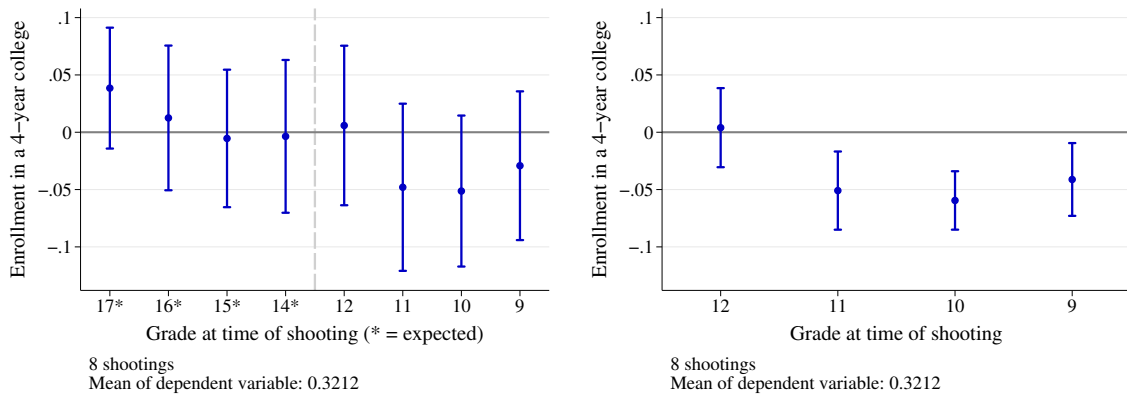 Enrollment in a 4−year college
.1
.05
0
−.05
−.1
17* 16* 15* 14* 12 11 10 9
Grade at time of shooting (* = expected)
8 shootings
Mean of dependent variable: 0.3212
Enrollment in a 4−year college
.1
.05
0
−.05
−.1
12 11 10 9
Grade at time of shooting
8 shootings
Mean of dependent variable: 0.3212